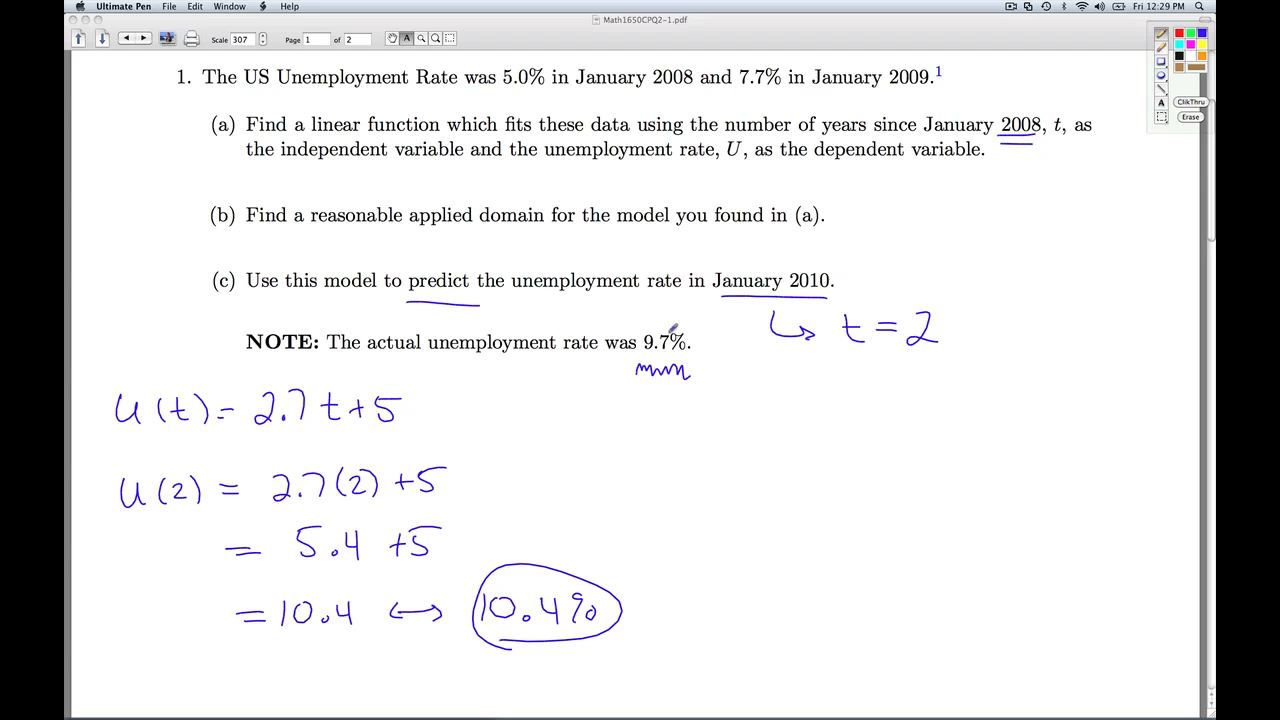 Ultimate Pen File Edit Window Help Fri 12:29 PM
Math1650CPQ2-1.pdf
Scale 307 Page 1 of 2
A
ClikThru
Erase
1. The US Unemployment Rate was 5.0% in January 2008 and 7.7% in January 2009.1
(a) Find a linear function which fits these data using the number of years since January 2008, t, as
the independent variable and the unemployment rate, U, as the dependent variable.
(b) Find a reasonable applied domain for the model you found in (a).
(c) Use this model to predict the unemployment rate in January 2010.
t = 2
NOTE: The actual unemployment rate was 9.7%.
U(t) = 2.7t+5
U(2) = 2.7(2)+5
= 5.4 +5
= 10.4 ↔ 10.4%